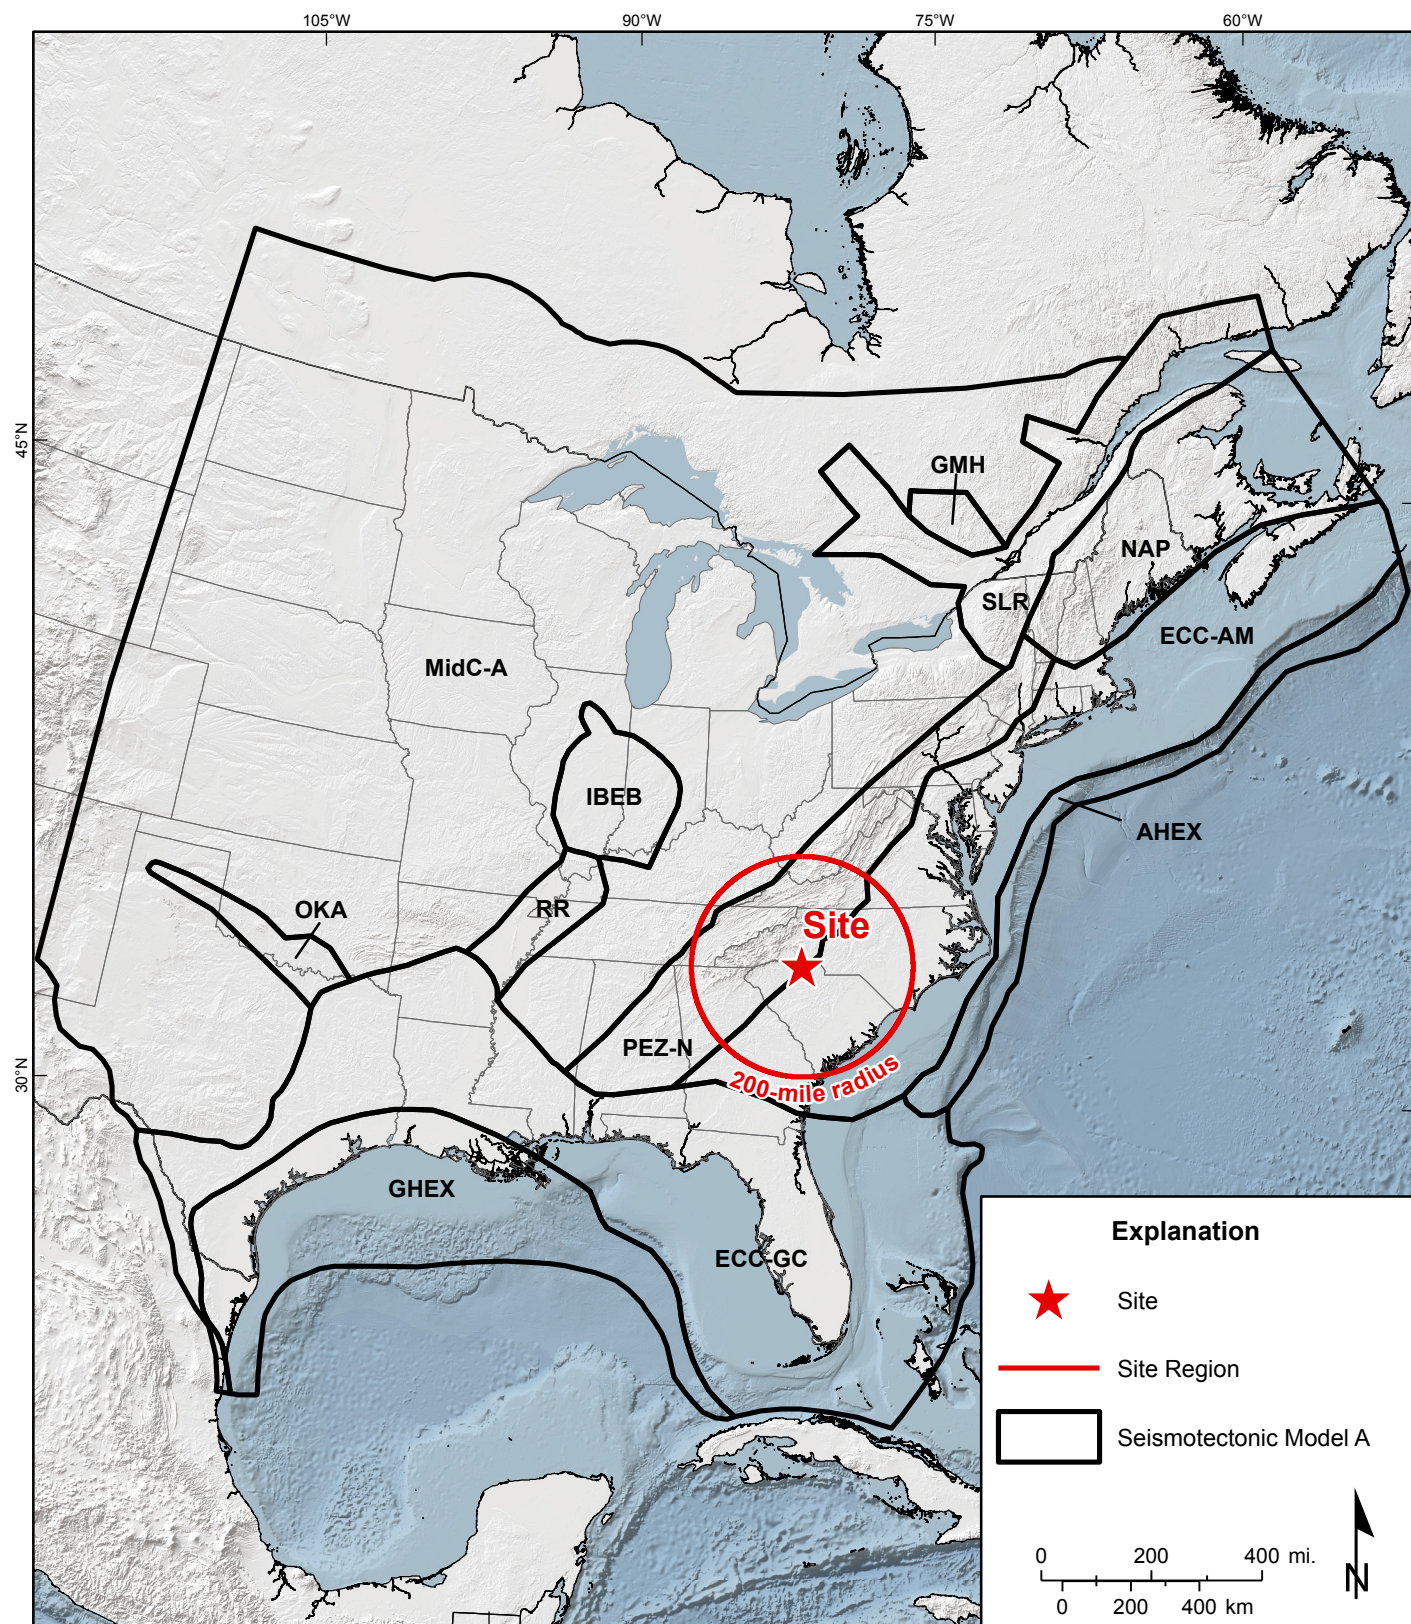 105°W 90°W 75°W 60°W
45°N
30°N
GMH
NAP
SLR
ECC-AM
MidC-A
IBEB
AHEX
RR
OKA
Site
PEZ-N
200-mile radius
GHEX
ECC-GC
Explanation
Site
Site Region
Seismotectonic Model A
0 200 400 mi.
0 200 400 km
N